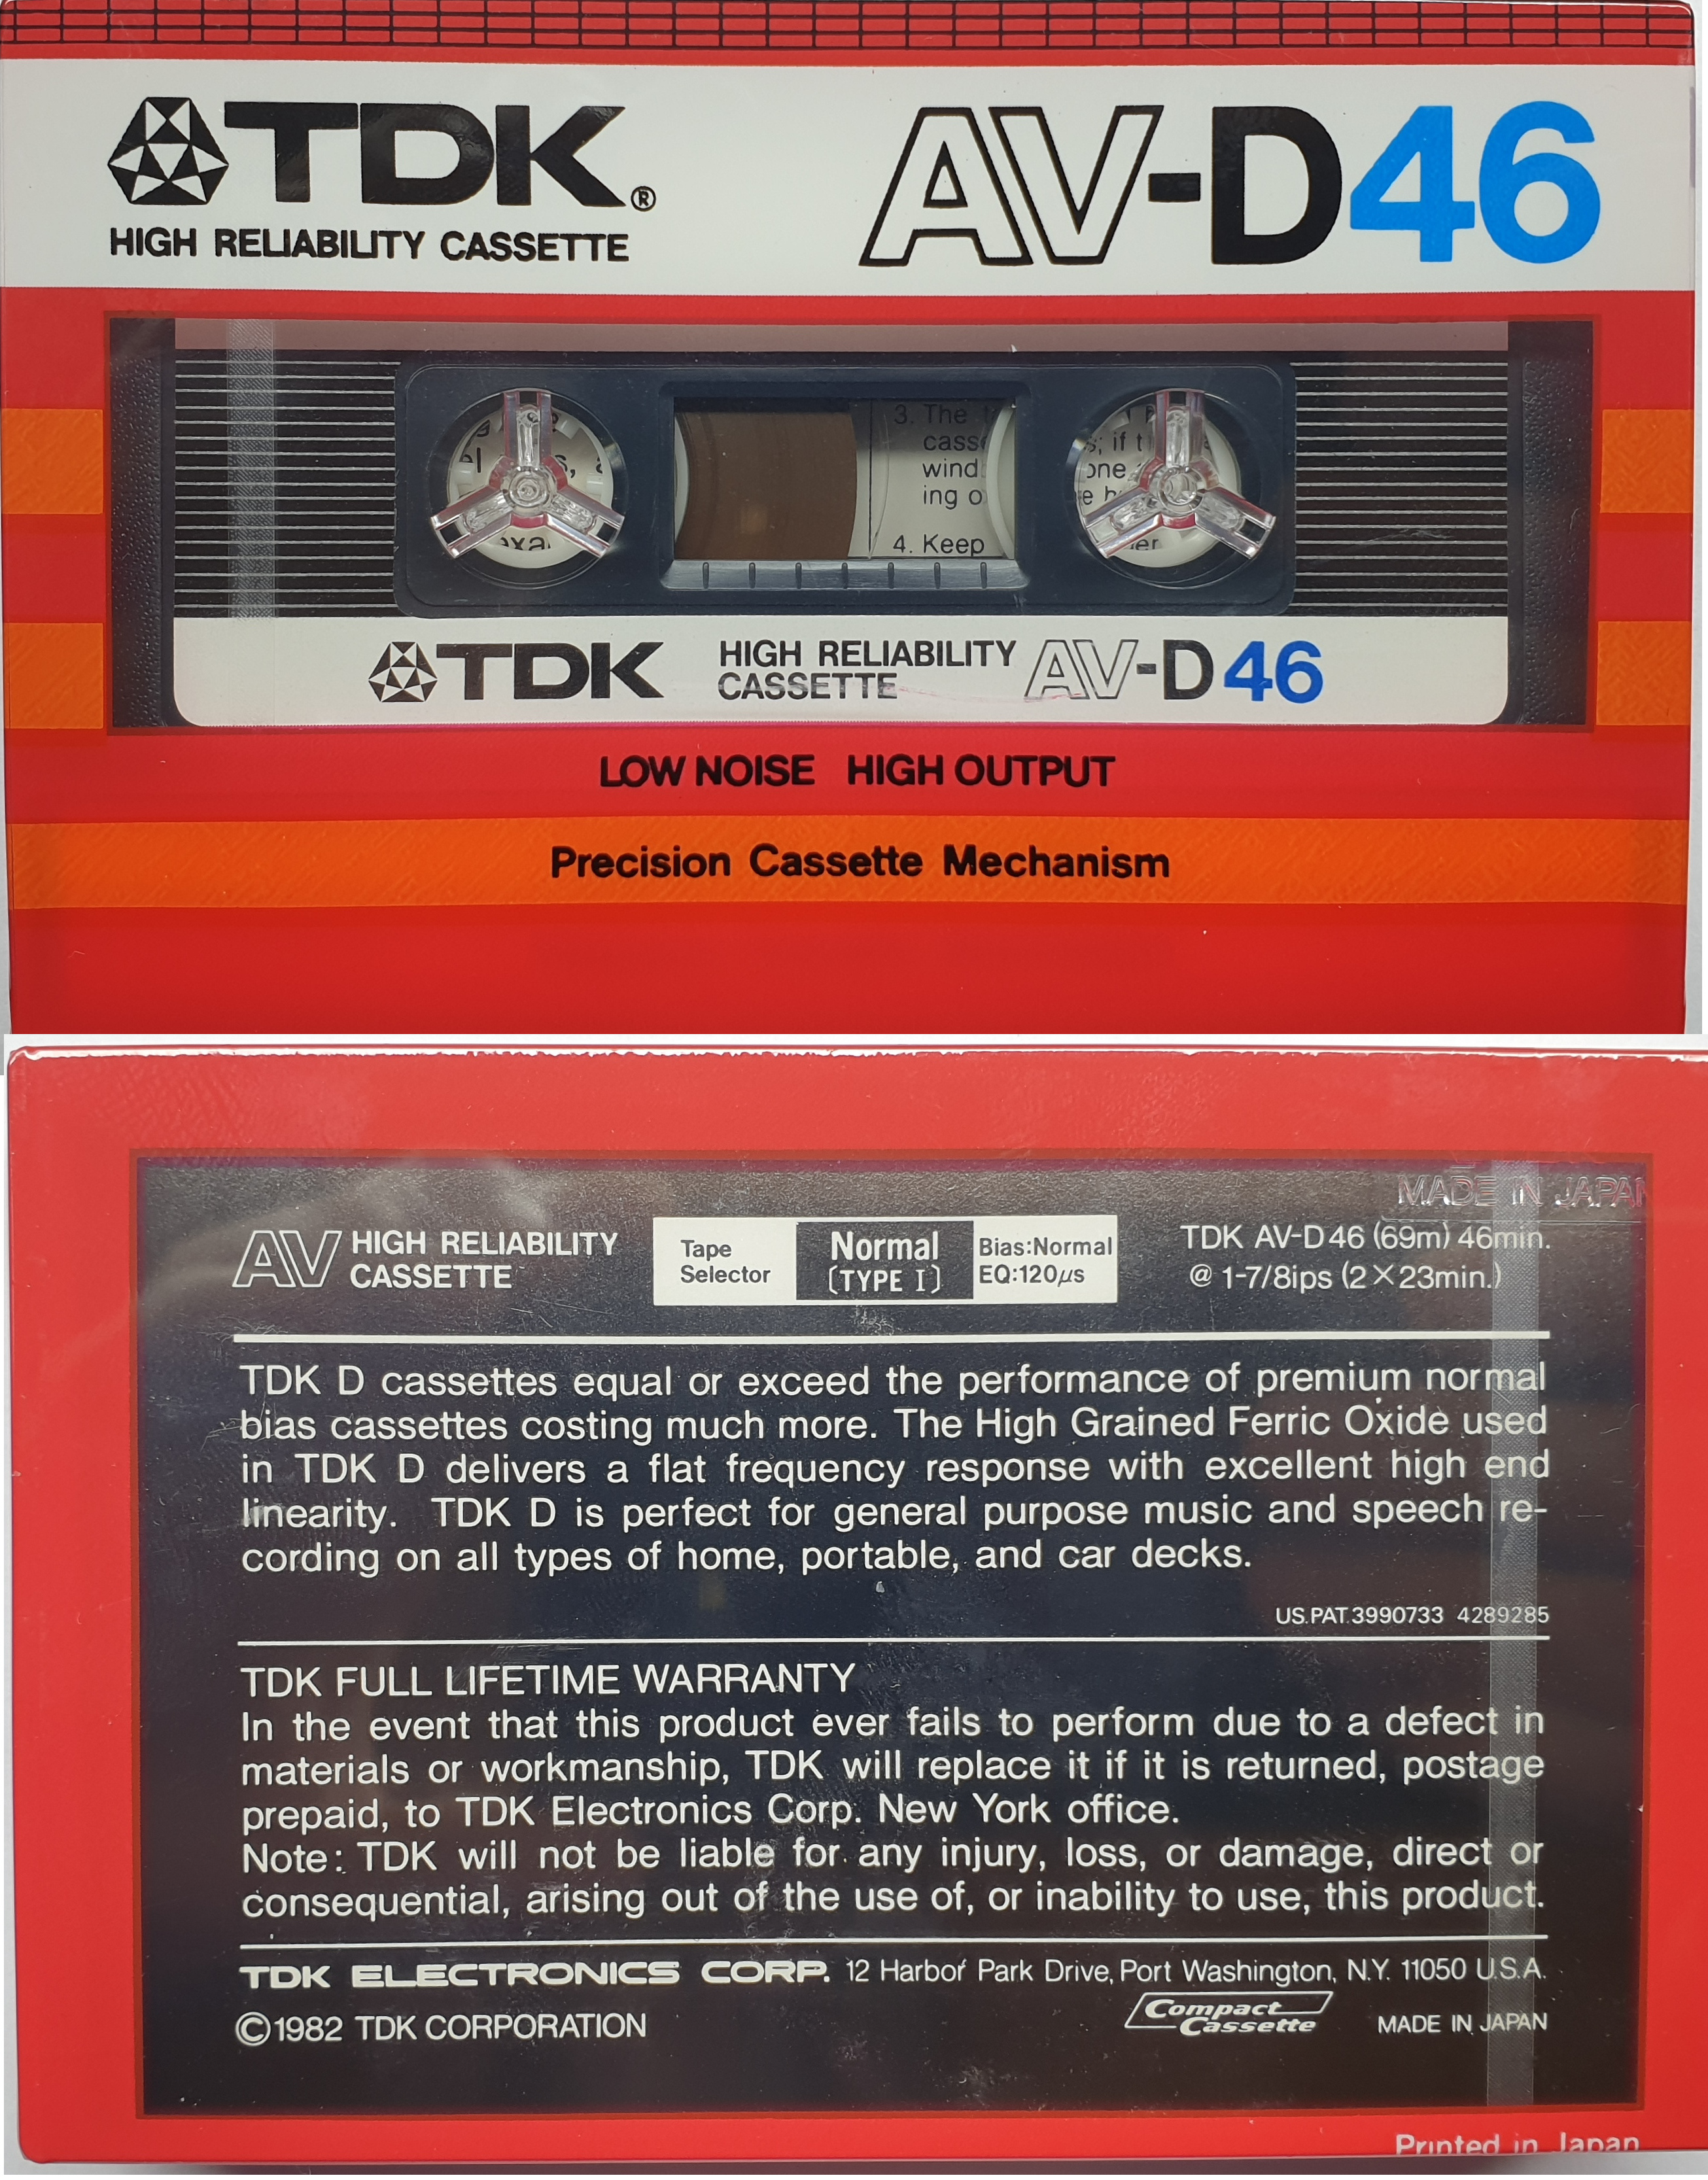 TDK®
HIGH RELIABILITY CASSETTE
AV-D46
3. The
wind
ing o
4. Keep
; if t
one
TDK HIGH RELIABILITY CASSETTE AV-D46
LOW NOISE HIGH OUTPUT
Precision Cassette Mechanism
MADE IN JAPAN
AV HIGH RELIABILITY CASSETTE
Tape Selector
Normal
(TYPE I)
Bias:Normal
EQ:120μs
TDK AV-D46 (69m) 46min.
@ 1-7/8ips (2×23min.)
TDK D cassettes equal or exceed the performance of premium normal
bias cassettes costing much more. The High Grained Ferric Oxide used
in TDK D delivers a flat frequency response with excellent high end
linearity. TDK D is perfect for general purpose music and speech re-
cording on all types of home, portable, and car decks.
US.PAT.3990733 4289285
TDK FULL LIFETIME WARRANTY
In the event that this product ever fails to perform due to a defect in
materials or workmanship, TDK will replace it if it is returned, postage
prepaid, to TDK Electronics Corp. New York office.
Note: TDK will not be liable for any injury, loss, or damage, direct or
consequential, arising out of the use of, or inability to use, this product.
TDK ELECTRONICS CORP. 12 Harbor Park Drive, Port Washington, N.Y. 11050 U.S.A.
©1982 TDK CORPORATION
Compact Cassette
MADE IN JAPAN
Printed in Japan